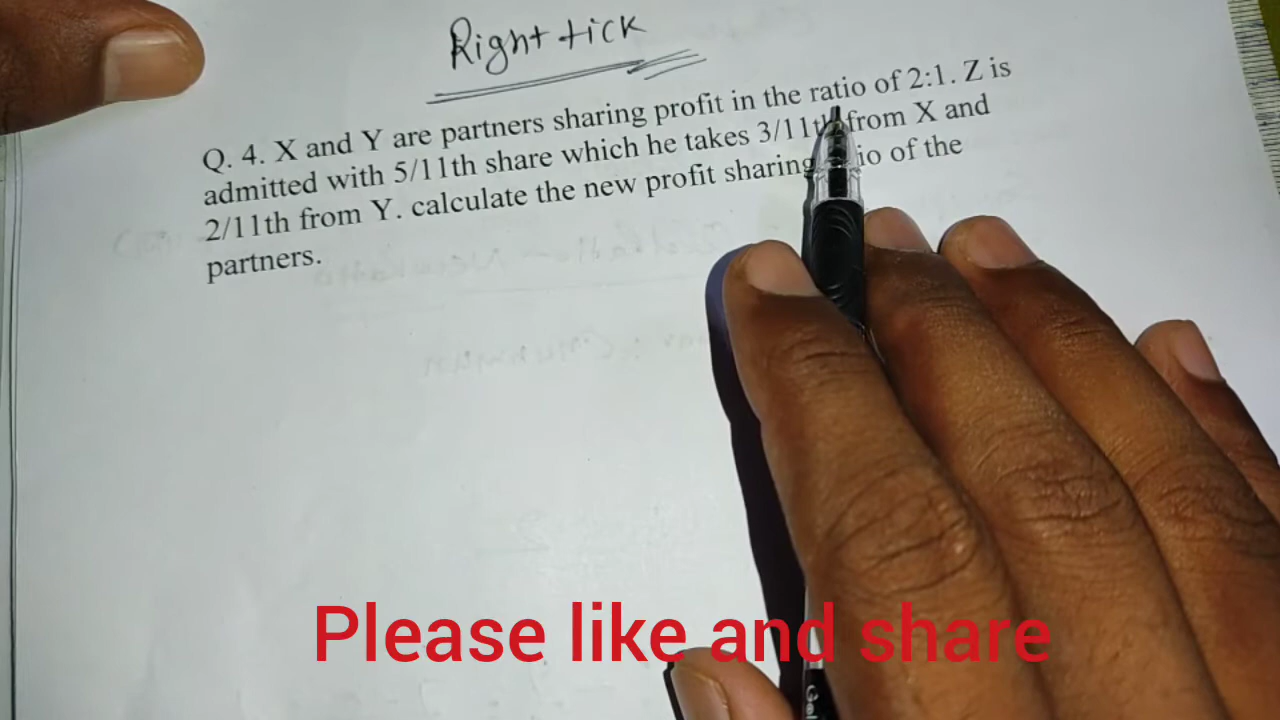 Right tick
Q. 4. X and Y are partners sharing profit in the ratio of 2:1. Z is
admitted with 5/11th share which he takes 3/11th from X and
2/11th from Y. calculate the new profit sharing io of the
partners.
Please like and share